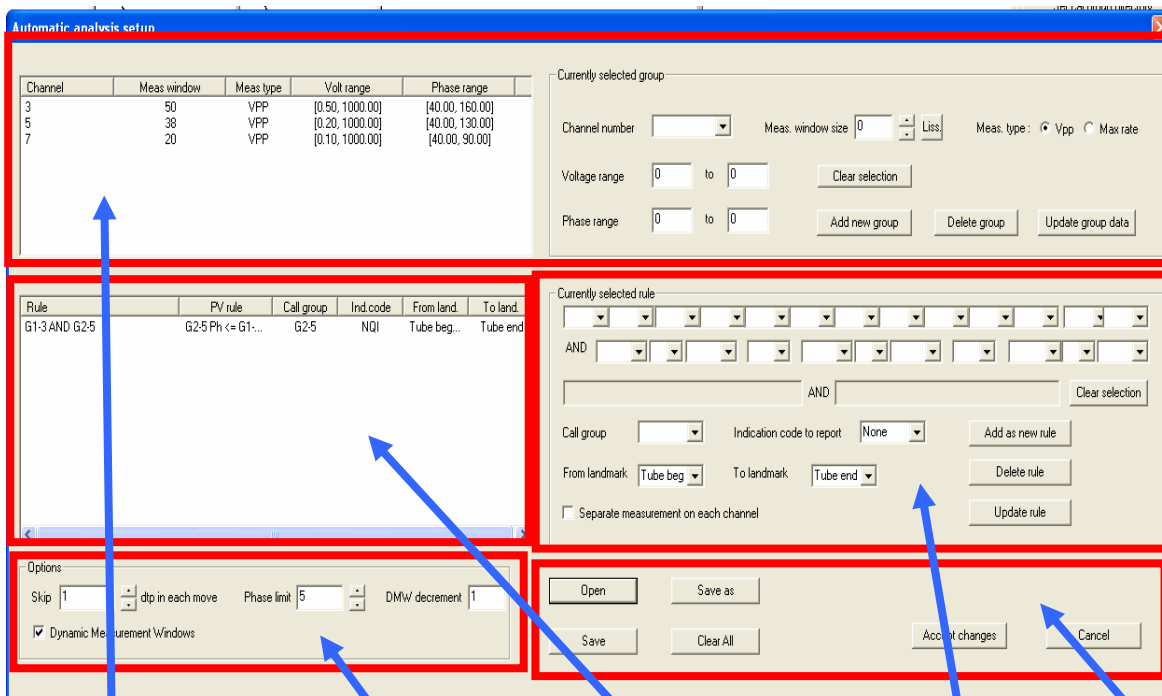 Automatic analysis setup
Channel Meas window Meas type Volt range Phase range
3 50 VPP [0.50, 1000.00] [40.00, 160.00]
5 38 VPP [0.20, 1000.00] [40.00, 130.00]
7 20 VPP [0.10, 1000.00] [40.00, 90.00]
Currently selected group
Channel number Meas. window size 0 Liss. Meas. type : Vpp Max rate
Voltage range 0 to 0 Clear selection
Phase range 0 to 0 Add new group Delete group Update group data
Rule PV rule Call group Ind.code From land. To land.
G1-3 AND G2-5 G2-5 Ph <= G1-... G2-5 NQI Tube beg... Tube end
Currently selected rule
AND
AND Clear selection
Call group Indication code to report None Add as new rule
From landmark Tube beg To landmark Tube end Delete rule
Separate measurement on each channel Update rule
Options
Skip 1 dtp in each move Phase limit 5 DMW decrement 1
Dynamic Measurement Windows
Open Save as
Save Clear All Accept changes Cancel